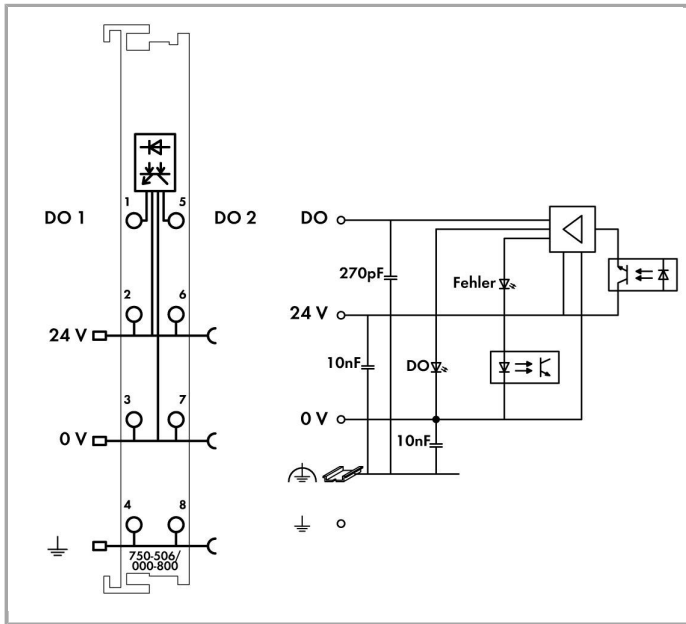 1 5
DO 1 DO 2
2 6
24 V
3 7
0 V
4 8
750-506/
000-800
DO
270pF
Fehler
24 V
10nF
DO
0 V
10nF